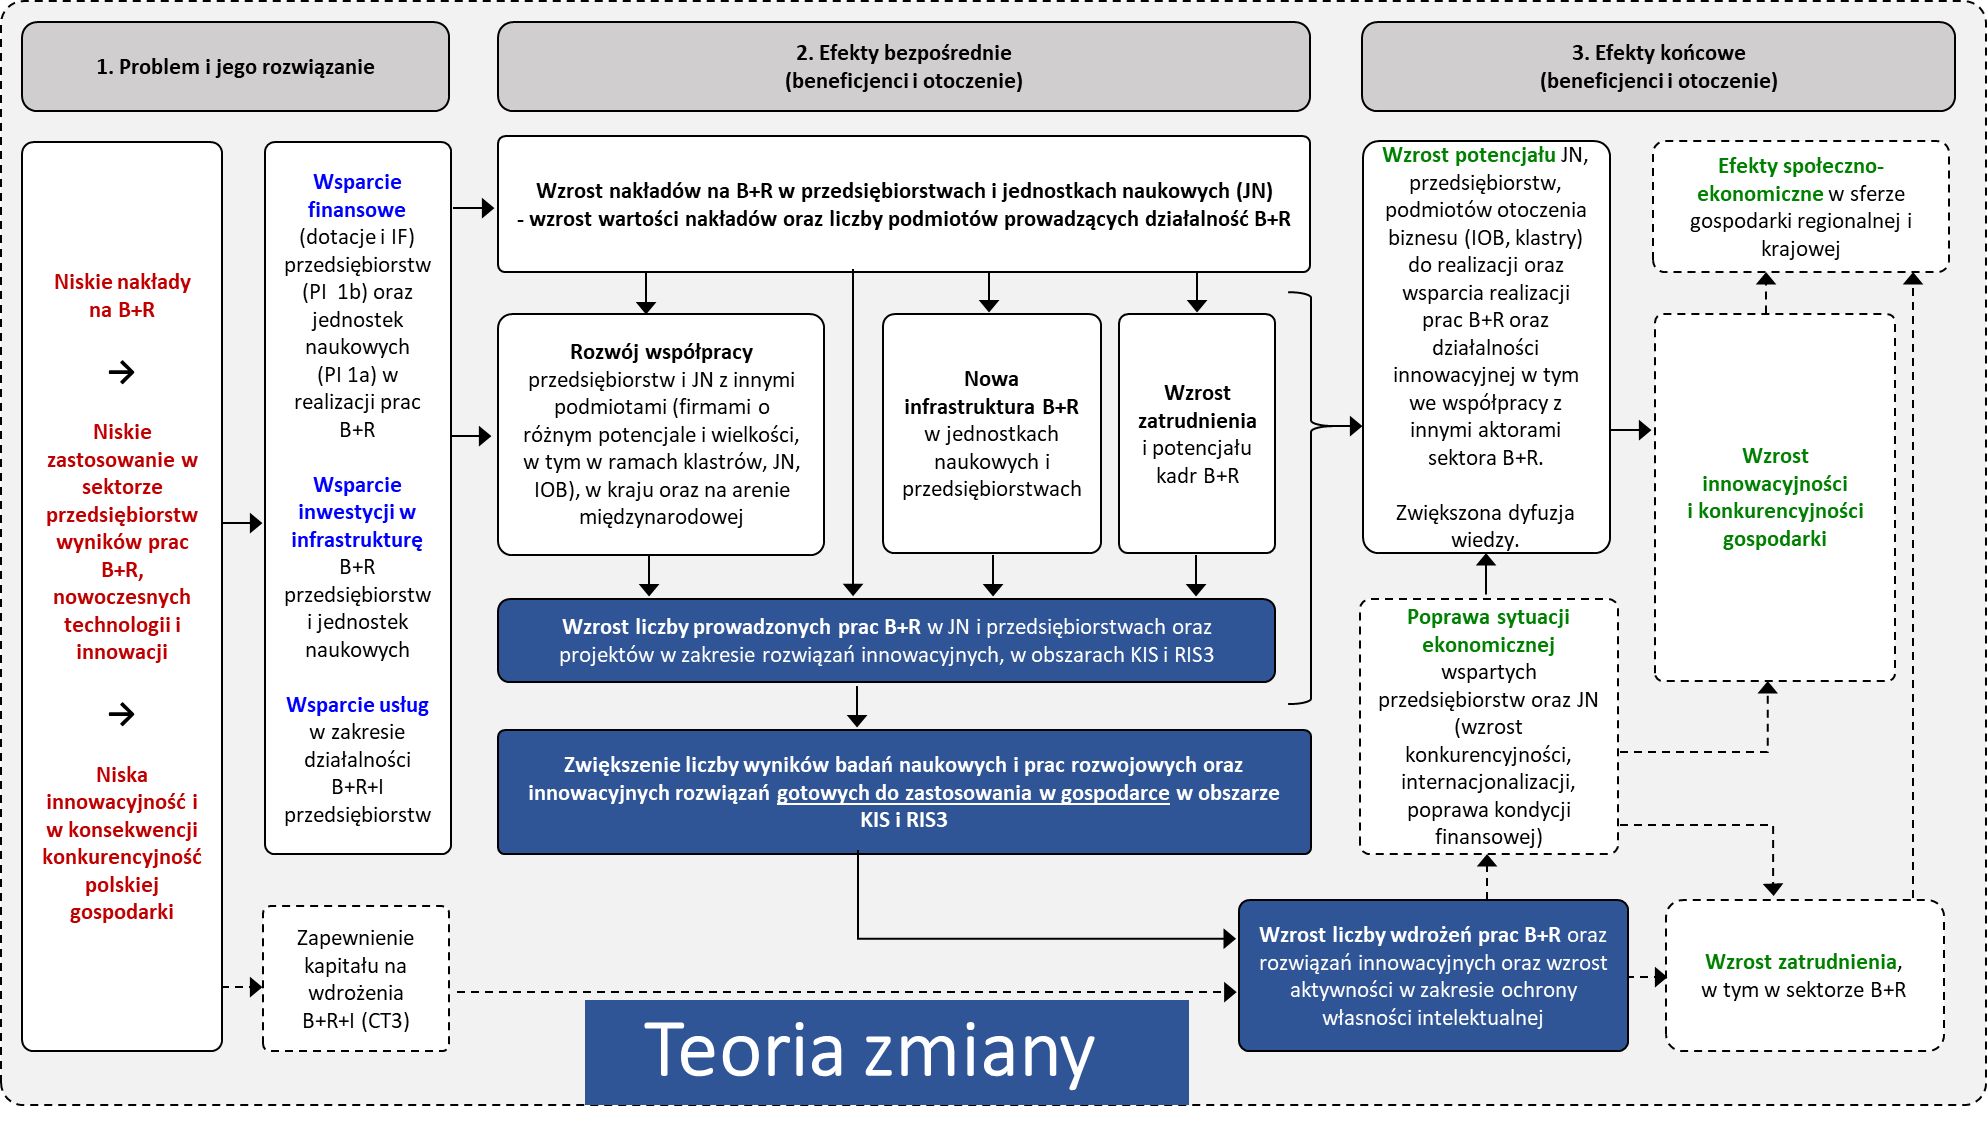 1. Problem i jego rozwiązanie
2. Efekty bezpośrednie
(beneficjenci i otoczenie)
3. Efekty końcowe
(beneficjenci i otoczenie)
Niskie nakłady
na B+R
→
Niskie
zastosowanie w
sektorze
przedsiębiorstw
wyników prac
B+R,
nowoczesnych
technologii i
innowacji
→
Niska
innowacyjność i
w konsekwencji
konkurencyjność
polskiej
gospodarki
Wsparcie
finansowe
(dotacje i IF)
przedsiębiorstw
(PI 1b) oraz
jednostek
naukowych
(PI 1a) w
realizacji prac
B+R
Wsparcie
inwestycji w
infrastrukturę
B+R
przedsiębiorstw
i jednostek
naukowych
Wsparcie usług
w zakresie
działalności
B+R+I
przedsiębiorstw
Zapewnienie
kapitału na
wdrożenia
B+R+I (CT3)
Wzrost nakładów na B+R w przedsiębiorstwach i jednostkach naukowych (JN)
- wzrost wartości nakładów oraz liczby podmiotów prowadzących działalność B+R
Rozwój współpracy
przedsiębiorstw i JN z innymi
podmiotami (firmami o
różnym potencjale i wielkości,
w tym w ramach klastrów, JN,
IOB), w kraju oraz na arenie
międzynarodowej
Nowa
infrastruktura B+R
w jednostkach
naukowych i
przedsiębiorstwach
Wzrost
zatrudnienia
i potencjału
kadr B+R
Wzrost liczby prowadzonych prac B+R w JN i przedsiębiorstwach oraz
projektów w zakresie rozwiązań innowacyjnych, w obszarach KIS i RIS3
Zwiększenie liczby wyników badań naukowych i prac rozwojowych oraz
innowacyjnych rozwiązań gotowych do zastosowania w gospodarce w obszarze
KIS i RIS3
Wzrost potencjału JN,
przedsiębiorstw,
podmiotów otoczenia
biznesu (IOB, klastry)
do realizacji oraz
wsparcia realizacji
prac B+R oraz
działalności
innowacyjnej w tym
we współpracy z
innymi aktorami
sektora B+R.
Zwiększona dyfuzja
wiedzy.
Efekty społeczno-
ekonomiczne w sferze
gospodarki regionalnej i
krajowej
Wzrost
innowacyjności
i konkurencyjności
gospodarki
Poprawa sytuacji
ekonomicznej
wspartych
przedsiębiorstw oraz JN
(wzrost
konkurencyjności,
internacjonalizacji,
poprawa kondycji
finansowej)
Wzrost liczby wdrożeń prac B+R oraz
rozwiązań innowacyjnych oraz wzrost
aktywności w zakresie ochrony
własności intelektualnej
Wzrost zatrudnienia,
w tym w sektorze B+R
Teoria zmiany